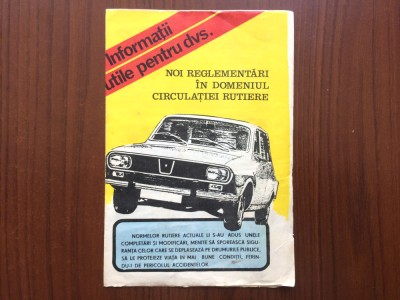 Informații
utile pentru dvs.
NOI REGLEMENTĂRI
ÎN DOMENIUL
CIRCULAȚIEI RUTIERE
NORMELOR RUTIERE ACTUALE LI S-AU ADUS UNELE
COMPLETĂRI ȘI MODIFICĂRI, MENITE SĂ SPOREASCĂ SIGU-
RANȚA CELOR CARE SE DEPLASEAZĂ PE DRUMURILE PUBLICE,
SĂ LE PROTEJEZE VIAȚA ÎN MAI BUNE CONDIȚII, FERIN-
DU-I DE PERICOLUL ACCIDENTELOR.